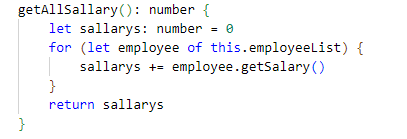 getAllSallary(): number {
    let sallarys: number = 0
    for (let employee of this.employeeList) {
        sallarys += employee.getSalary()
    }
    return sallarys
}